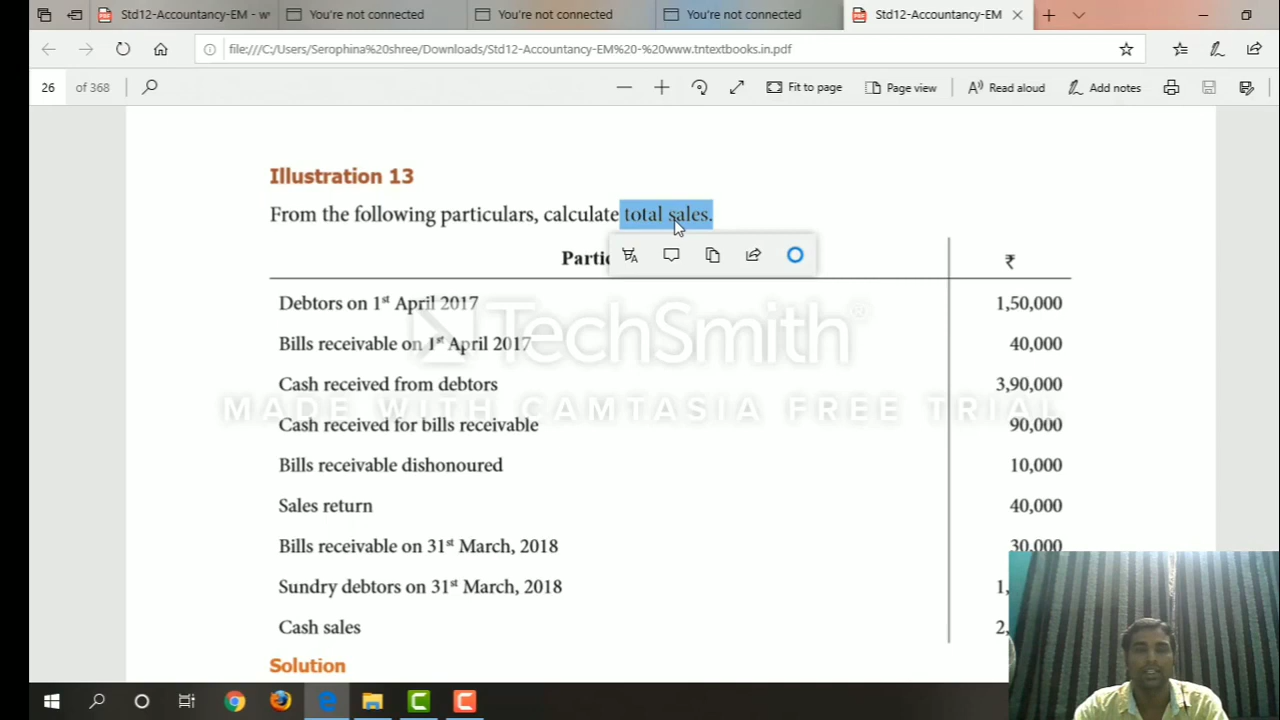 Std12-Accountancy-EM - w
You're not connected
You're not connected
You're not connected
Std12-Accountancy-EM
file:///C:/Users/Serophina%20shree/Downloads/Std12-Accountancy-EM%20-%20www.tntextbooks.in.pdf
26 of 368
Fit to page
Page view
Read aloud
Add notes
Illustration 13
From the following particulars, calculate total sales.
Partic
₹
Debtors on 1st April 2017 1,50,000
Bills receivable on 1st April 2017 40,000
Cash received from debtors 3,90,000
Cash received for bills receivable 90,000
Bills receivable dishonoured 10,000
Sales return 40,000
Bills receivable on 31st March, 2018 30,000
Sundry debtors on 31st March, 2018 1,
Cash sales 2,
Solution
TechSmith®
MADE WITH CAMTASIA FREE TRIAL